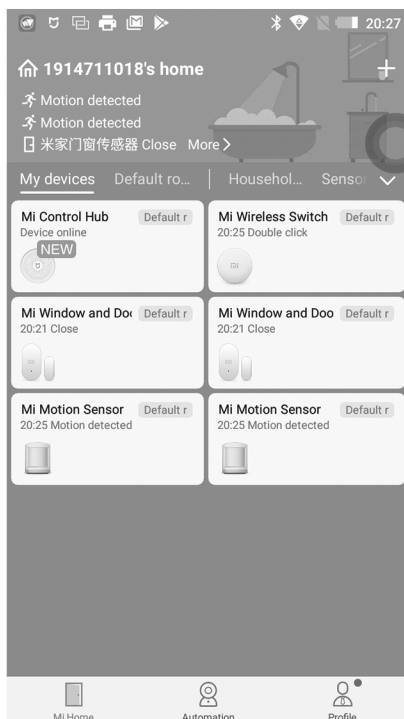 20:27
1914711018's home
Motion detected
Motion detected
米家门窗传感器 Close More
My devices Default ro... Househol... Senso
Mi Control Hub Default r
Device online
NEW
Mi Wireless Switch Default r
20:25 Double click
Mi Window and Doo Default r
20:21 Close
Mi Window and Doo Default r
20:21 Close
Mi Motion Sensor Default r
20:25 Motion detected
Mi Motion Sensor Default r
20:25 Motion detected
Mi Home Automation Profile